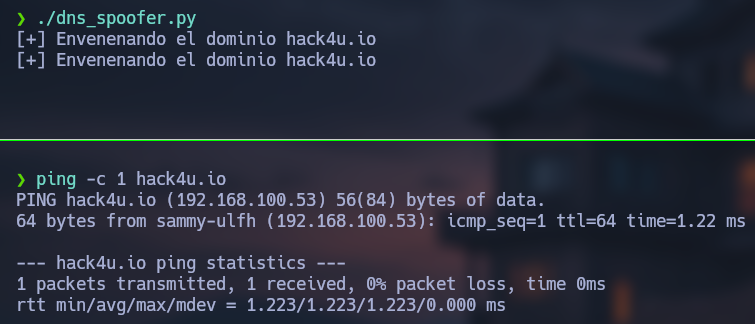 ❯ ./dns_spoofer.py
[+] Envenenando el dominio hack4u.io
[+] Envenenando el dominio hack4u.io
❯ ping -c 1 hack4u.io
PING hack4u.io (192.168.100.53) 56(84) bytes of data.
64 bytes from sammy-ulfh (192.168.100.53): icmp_seq=1 ttl=64 time=1.22 ms
--- hack4u.io ping statistics ---
1 packets transmitted, 1 received, 0% packet loss, time 0ms
rtt min/avg/max/mdev = 1.223/1.223/1.223/0.000 ms